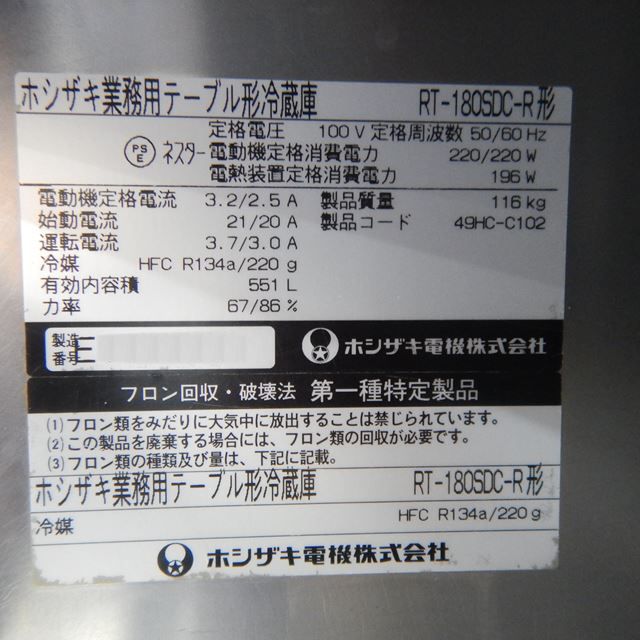 ホシザキ業務用テーブル形冷蔵庫 RT-180SDC-R形
定格電圧 100V 定格周波数 50/60 Hz
PS E ネスター 電動機定格消費電力 220/220 W
電熱装置定格消費電力 196 W
電動機定格電流 3.2/2.5 A 製品質量 116 kg
始動電流 21/20 A 製品コード 49HC-C102
運転電流 3.7/3.0 A
冷媒 HFC R134a/220 g
有効内容積 551 L
力率 67/86 %
製造番号 E ホシザキ電機株式会社
フロン回収・破壊法 第一種特定製品
(1) フロン類をみだりに大気中に放出することは禁じられています。
(2) この製品を廃棄する場合には、フロン類の回収が必要です。
(3) フロン類の種類及び量は、下記に記載。
ホシザキ業務用テーブル形冷蔵庫 RT-180SDC-R形
冷媒 HFC R134a/220 g
ホシザキ電機株式会社